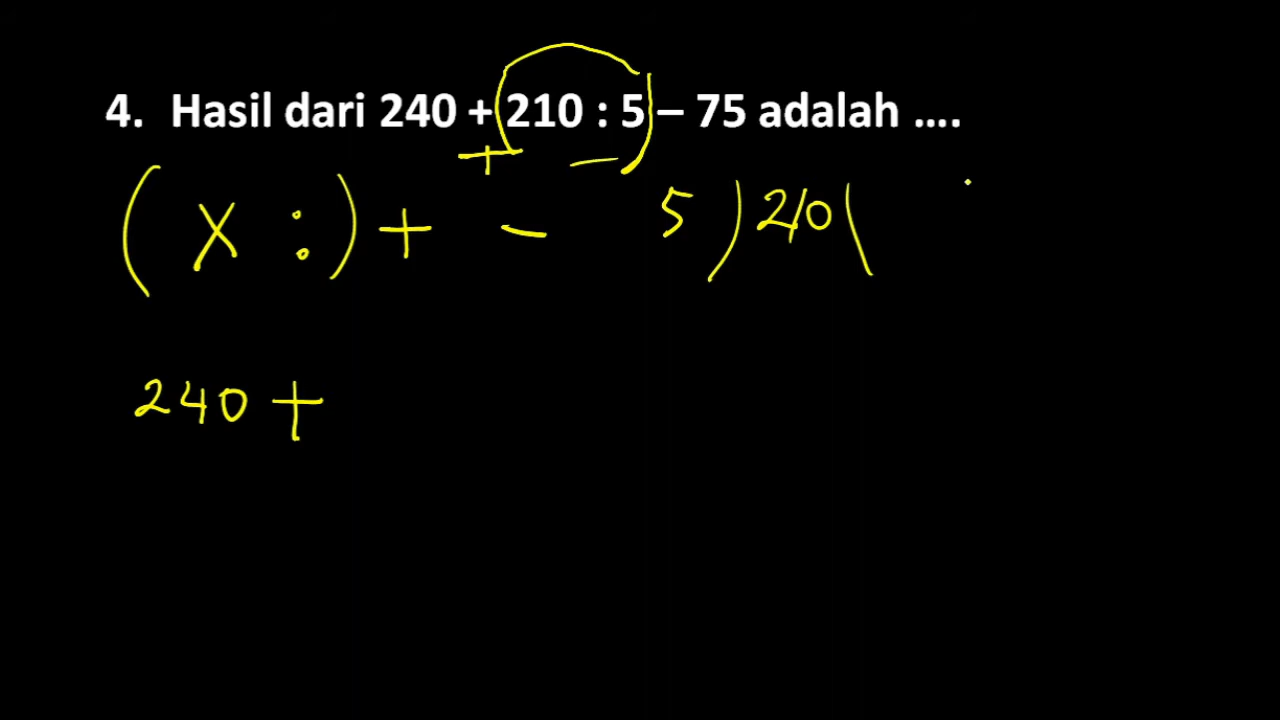 4. Hasil dari 240 + 210 : 5 – 75 adalah ....
+ —
( X : ) + - 5 ) 210 (
240 +